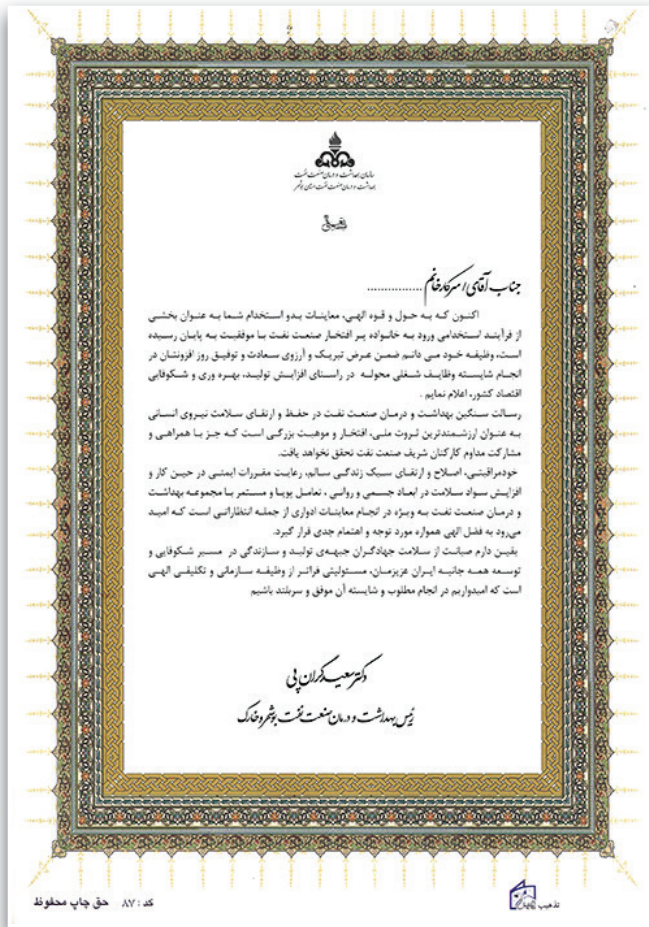 سازمان بهداشت و درمان صنعت نفت
بهداشت و درمان صنعت نفت استان بوشهر
جناب آقای / سرکار خانم ................
اکنون که به حول و قوه الهی، معاینات بدو استخدام شما به عنوان بخشی
از فرآیند استخدامی ورود به خانواده پر افتخار صنعت نفت با موفقیت به پایان رسیده
است، وظیفه خود می دانم ضمن عرض تبریک و آرزوی سعادت و توفیق روز افزونتان در
انجام شایسته وظایف شغلی محوله در راستای افزایش تولید، بهره وری و شکوفایی
اقتصاد کشور، اعلام نمایم .
رسالت سنگین بهداشت و درمان صنعت نفت در حفظ و ارتقای سلامت نیروی انسانی
به عنوان ارزشمندترین ثروت ملی، افتخار و موهبت بزرگی است که جز با همراهی و
مشارکت مداوم کارکنان شریف صنعت نفت تحقق نخواهد یافت.
خودمراقبتی، اصلاح و ارتقای سبک زندگی سالم، رعایت مقررات ایمنی در حین کار و
افزایش سواد سلامت در ابعاد جسمی و روانی ، تعامل پویا و مستمر با مجموعه بهداشت
و درمان صنعت نفت به ویژه در انجام معاینات ادواری از جمله انتظاراتی است که امید
می‌رود به فضل الهی همواره مورد توجه و اهتمام جدی قرار گیرد.
یقین دارم صیانت از سلامت جهادگران جبهه‌ی تولید و سازندگی در مسیر شکوفایی و
توسعه همه جانبه ایران عزیزمان، مسئولیتی فراتر از وظیفه سازمانی و تکلیفی الهی
است که امیدواریم در انجام مطلوب و شایسته آن موفق و سربلند باشیم
دکتر سعید گران پی
رئیس بهداشت و درمان صنعت نفت بوشهر و خارک
تذهیب
کد : ۸۷ حق چاپ محفوظ